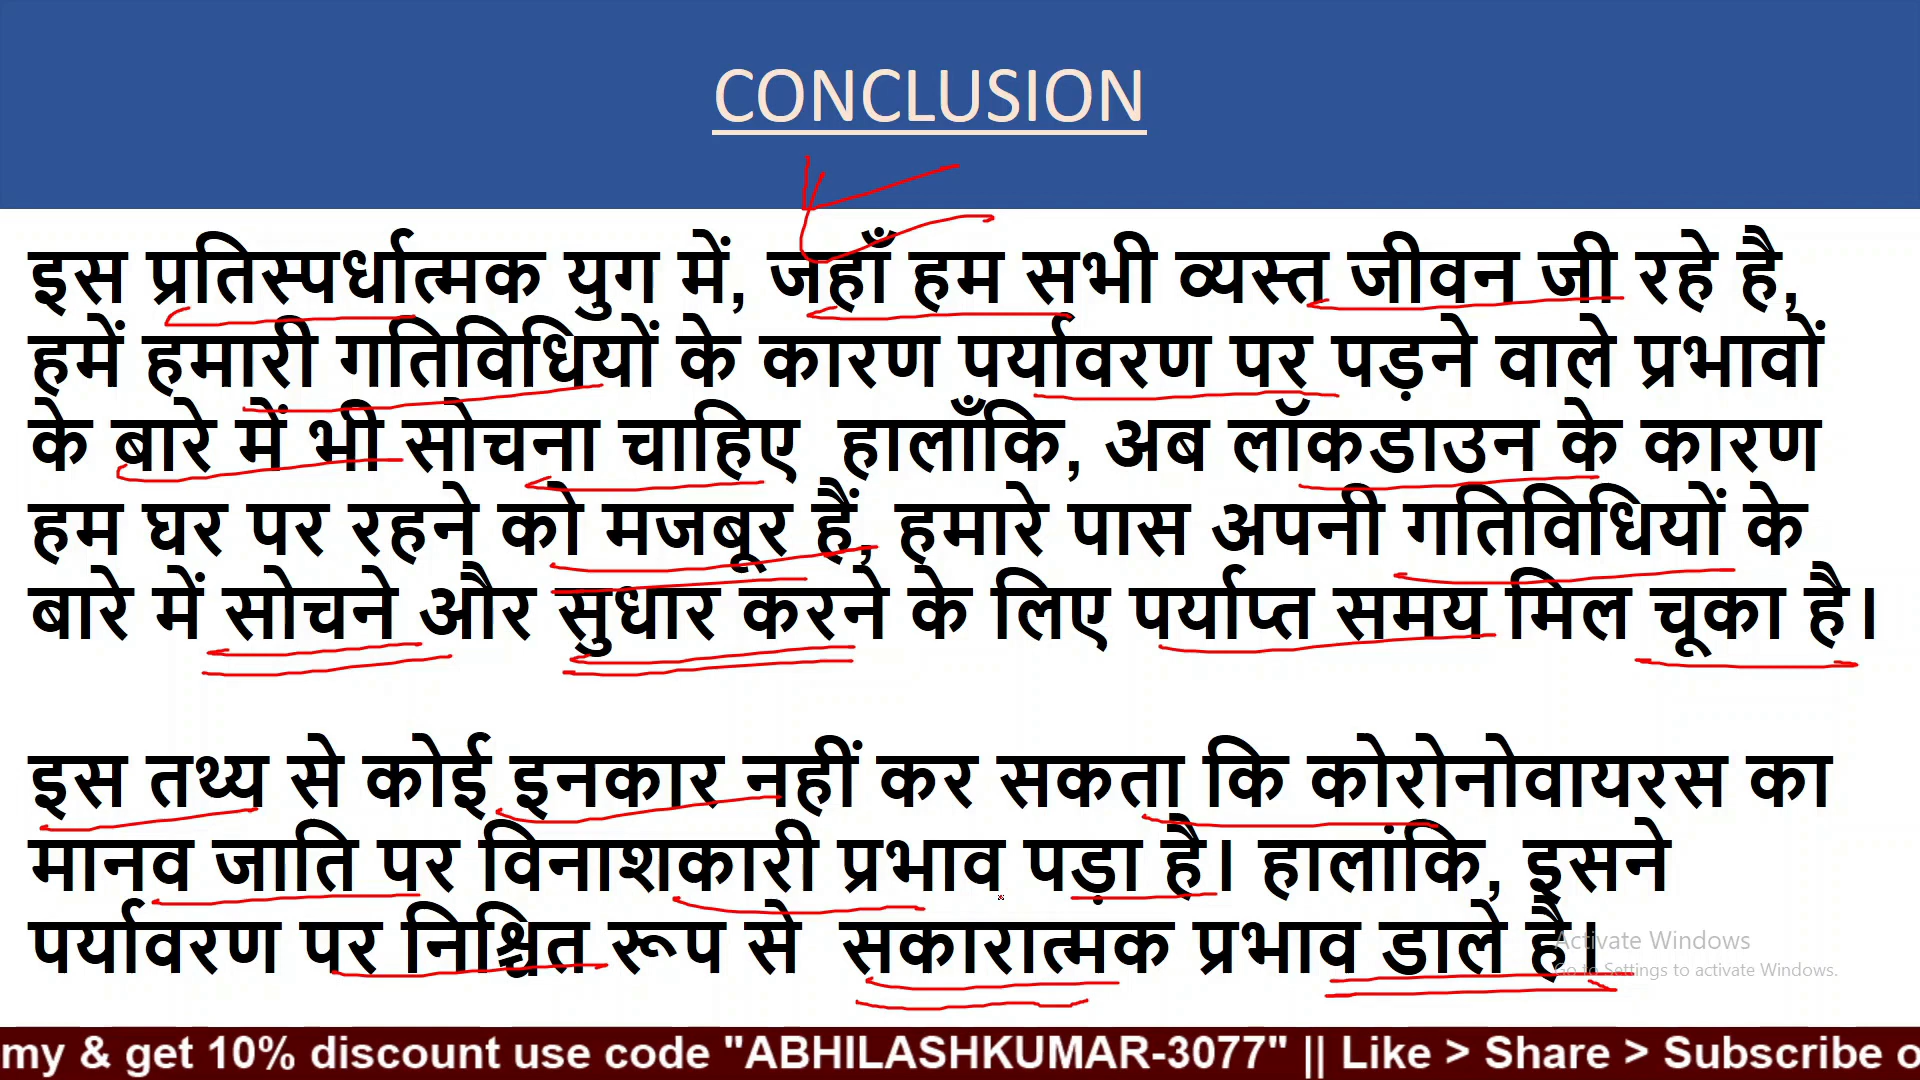 CONCLUSION
इस प्रतिस्पर्धात्मक युग में, जहाँ हम सभी व्यस्त जीवन जी रहे है,
हमें हमारी गतिविधियों के कारण पर्यावरण पर पड़ने वाले प्रभावों
के बारे में भी सोचना चाहिए हालाँकि, अब लॉकडाउन के कारण
हम घर पर रहने को मजबूर हैं, हमारे पास अपनी गतिविधियों के
बारे में सोचने और सुधार करने के लिए पर्याप्त समय मिल चूका है।
इस तथ्य से कोई इनकार नहीं कर सकता कि कोरोनोवायरस का
मानव जाति पर विनाशकारी प्रभाव पड़ा है। हालांकि, इसने
पर्यावरण पर निश्चित रूप से सकारात्मंक प्रभाव डाले है।
Activate Windows
Go to Settings to activate Windows.
my & get 10% discount use code "ABHILASHKUMAR-3077" || Like > Share > Subscribe o